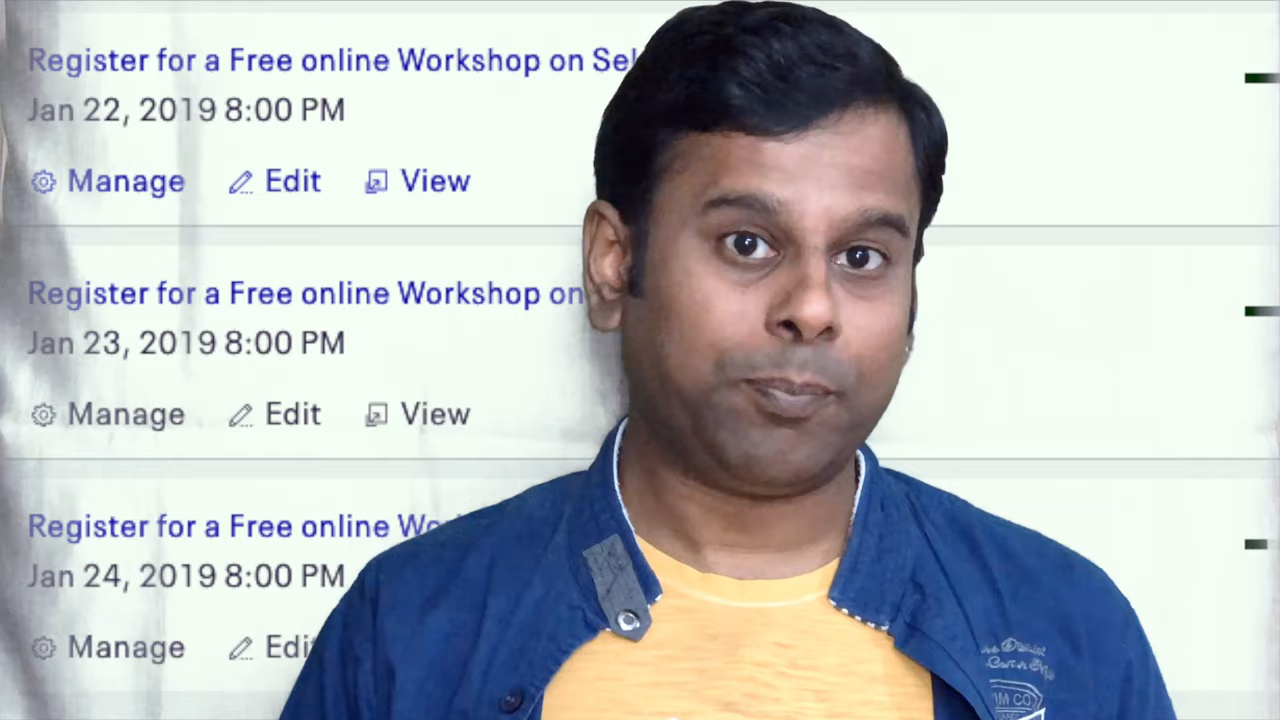 Register for a Free online Workshop on Sel
Jan 22, 2019 8:00 PM
Manage Edit View
Register for a Free online Workshop on
Jan 23, 2019 8:00 PM
Manage Edit View
Register for a Free online Wo
Jan 24, 2019 8:00 PM
Manage Edi